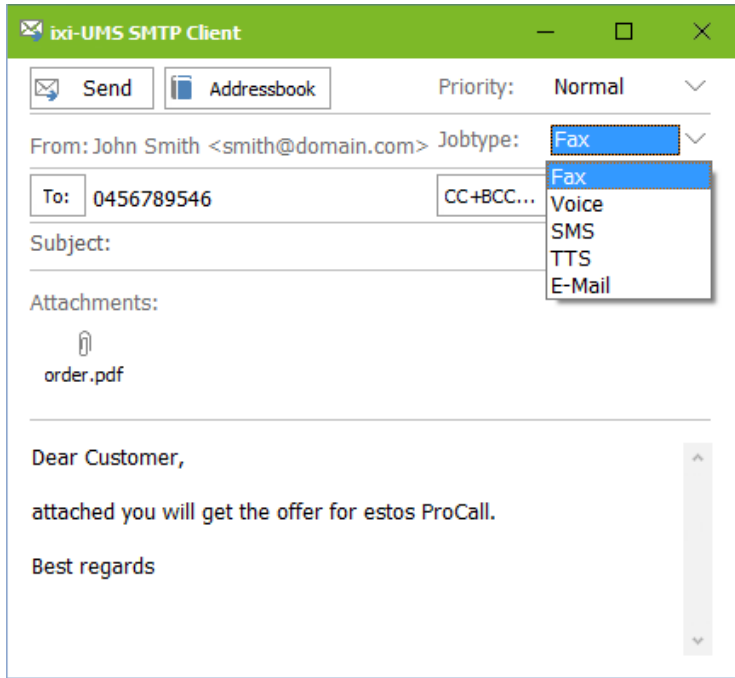 ixi-UMS SMTP Client
Send Addressbook Priority: Normal
From: John Smith <smith@domain.com> Jobtype: Fax
Fax
To: 0456789546 CC+BCC...
Voice
SMS
Subject:
TTS
E-Mail
Attachments:
order.pdf
Dear Customer,
attached you will get the offer for estos ProCall.
Best regards